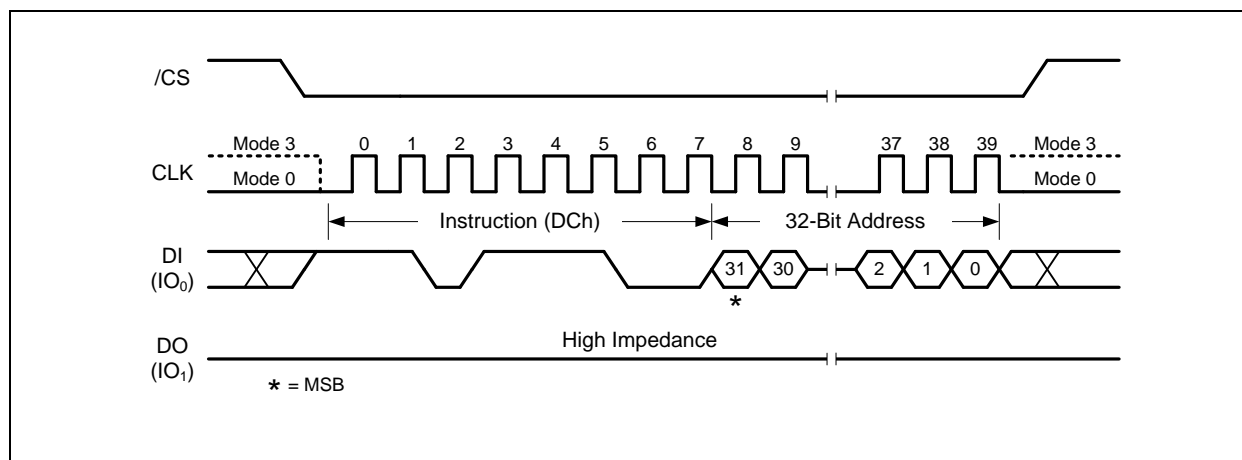 /CS
Mode 3 0 1 2 3 4 5 6 7 8 9 37 38 39 Mode 3
CLK
Mode 0 Mode 0
Instruction (DCh) 32-Bit Address
DI
(IO₀) 31 30 2 1 0
*
High Impedance
DO
(IO₁)
* = MSB